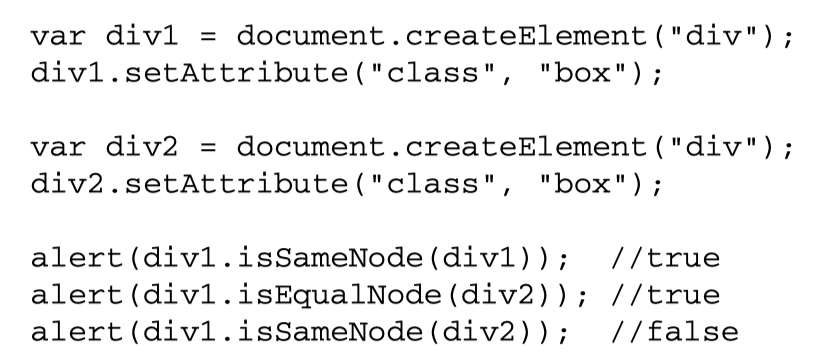 var div1 = document.createElement("div");
div1.setAttribute("class", "box");
var div2 = document.createElement("div");
div2.setAttribute("class", "box");
alert(div1.isSameNode(div1)); //true
alert(div1.isEqualNode(div2)); //true
alert(div1.isSameNode(div2)); //false